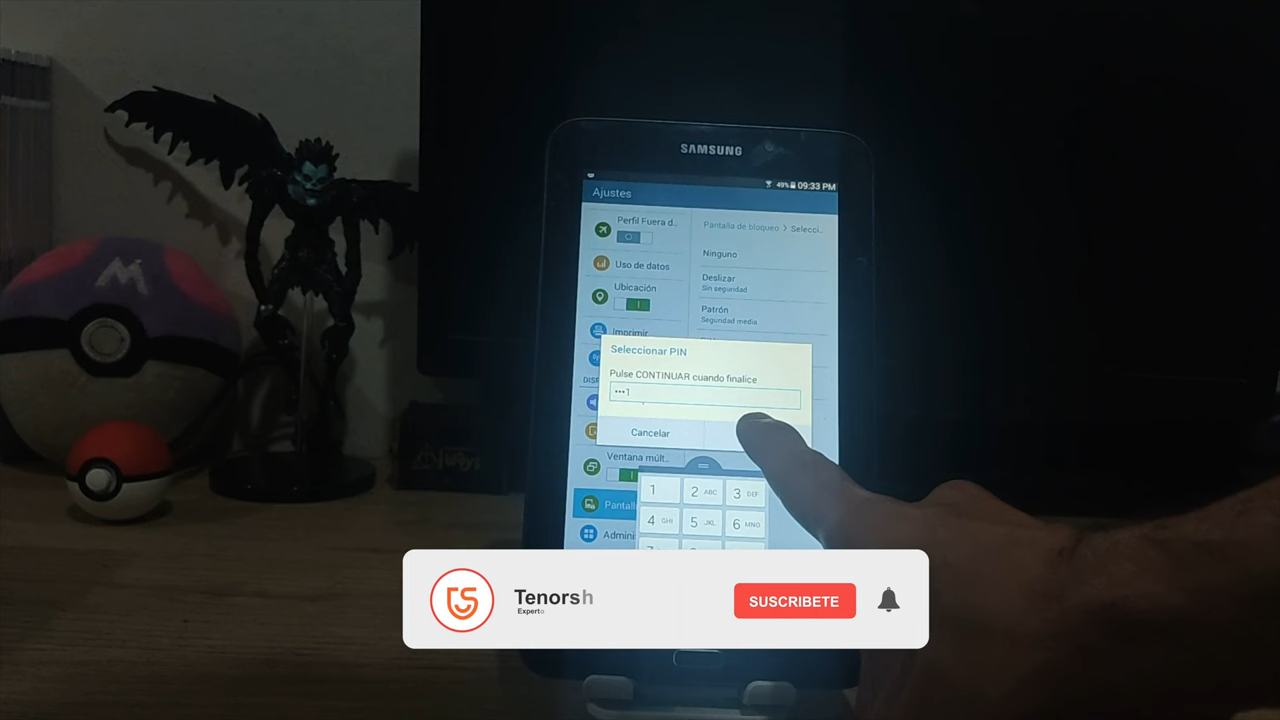 SAMSUNG
49% 09:33 PM
Ajustes
Perfil Fuera d..
Uso de datos
Ubicación
Imprimir
Pantalla de bloqueo > Selecci..
Ninguno
Deslizar
Sin seguridad
Patrón
Seguridad media
Seleccionar PIN
Pulse CONTINUAR cuando finalice
•••1
Cancelar
Ventana múlt..
Pantall
Admini
1
2 ABC
3 DEF
4 GHI
5 JKL
6 MNO
Tenorsh
Experto
SUSCRIBETE
M